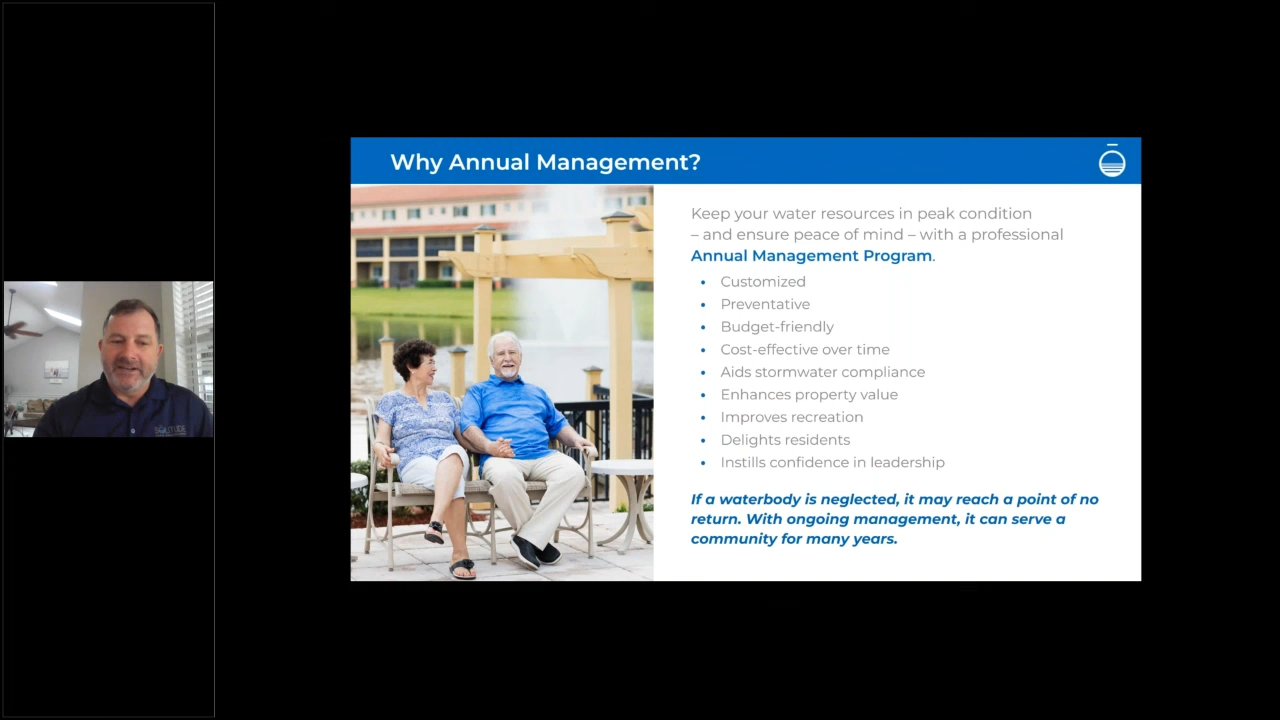 Why Annual Management?
Keep your water resources in peak condition
– and ensure peace of mind – with a professional
Annual Management Program.
• Customized
• Preventative
• Budget-friendly
• Cost-effective over time
• Aids stormwater compliance
• Enhances property value
• Improves recreation
• Delights residents
• Instills confidence in leadership
If a waterbody is neglected, it may reach a point of no
return. With ongoing management, it can serve a
community for many years.
SOLITUDE